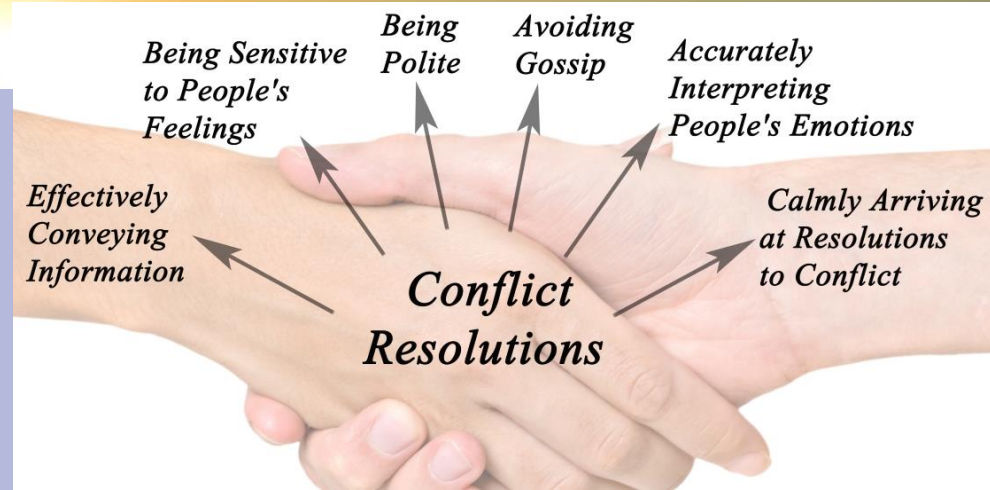 Effectively
Conveying
Information
Being Sensitive
to People's
Feelings
Being
Polite
Avoiding
Gossip
Accurately
Interpreting
People's Emotions
Calmly Arriving
at Resolutions
to Conflict
Conflict
Resolutions